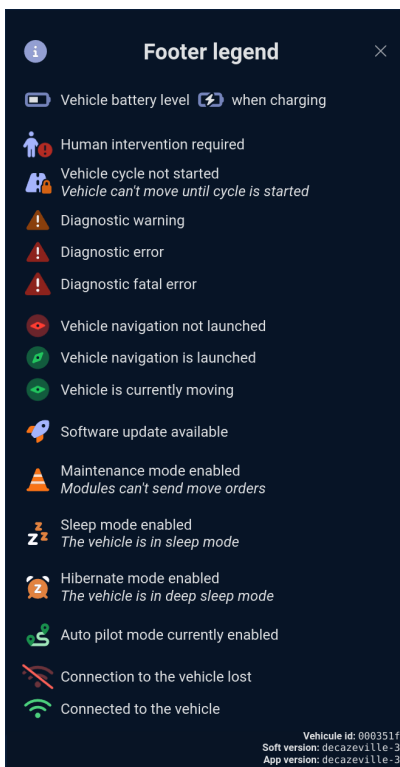 Footer legend
Vehicle battery level when charging
Human intervention required
Vehicle cycle not started
Vehicle can't move until cycle is started
Diagnostic warning
Diagnostic error
Diagnostic fatal error
Vehicle navigation not launched
Vehicle navigation is launched
Vehicle is currently moving
Software update available
Maintenance mode enabled
Modules can't send move orders
Sleep mode enabled
The vehicle is in sleep mode
Hibernate mode enabled
The vehicle is in deep sleep mode
Auto pilot mode currently enabled
Connection to the vehicle lost
Connected to the vehicle
Vehicule id: 000351f
Soft version: decazeville-3
App version: decazeville-3